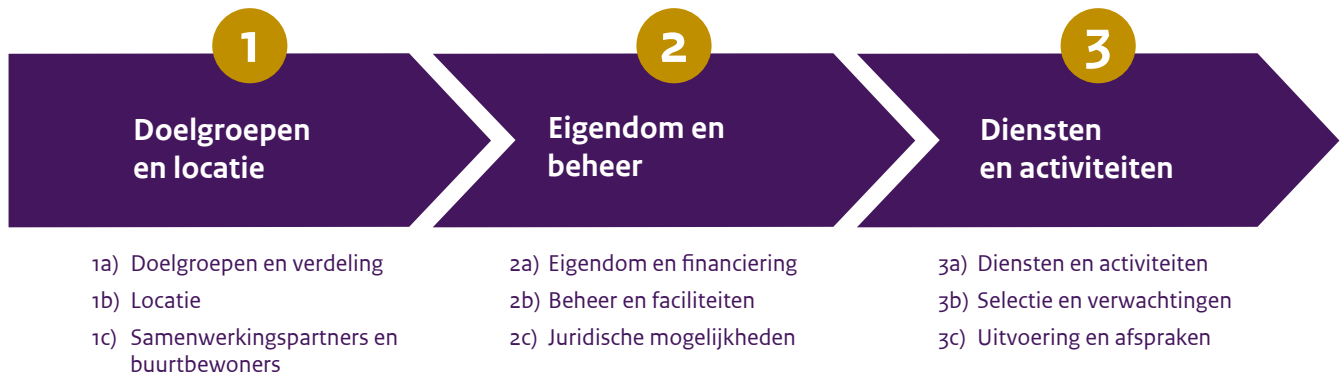 1
Doelgroepen
en locatie
1a) Doelgroepen en verdeling
1b) Locatie
1c) Samenwerkingspartners en
buurtbewoners
2
Eigendom en
beheer
2a) Eigendom en financiering
2b) Beheer en faciliteiten
2c) Juridische mogelijkheden
3
Diensten
en activiteiten
3a) Diensten en activiteiten
3b) Selectie en verwachtingen
3c) Uitvoering en afspraken